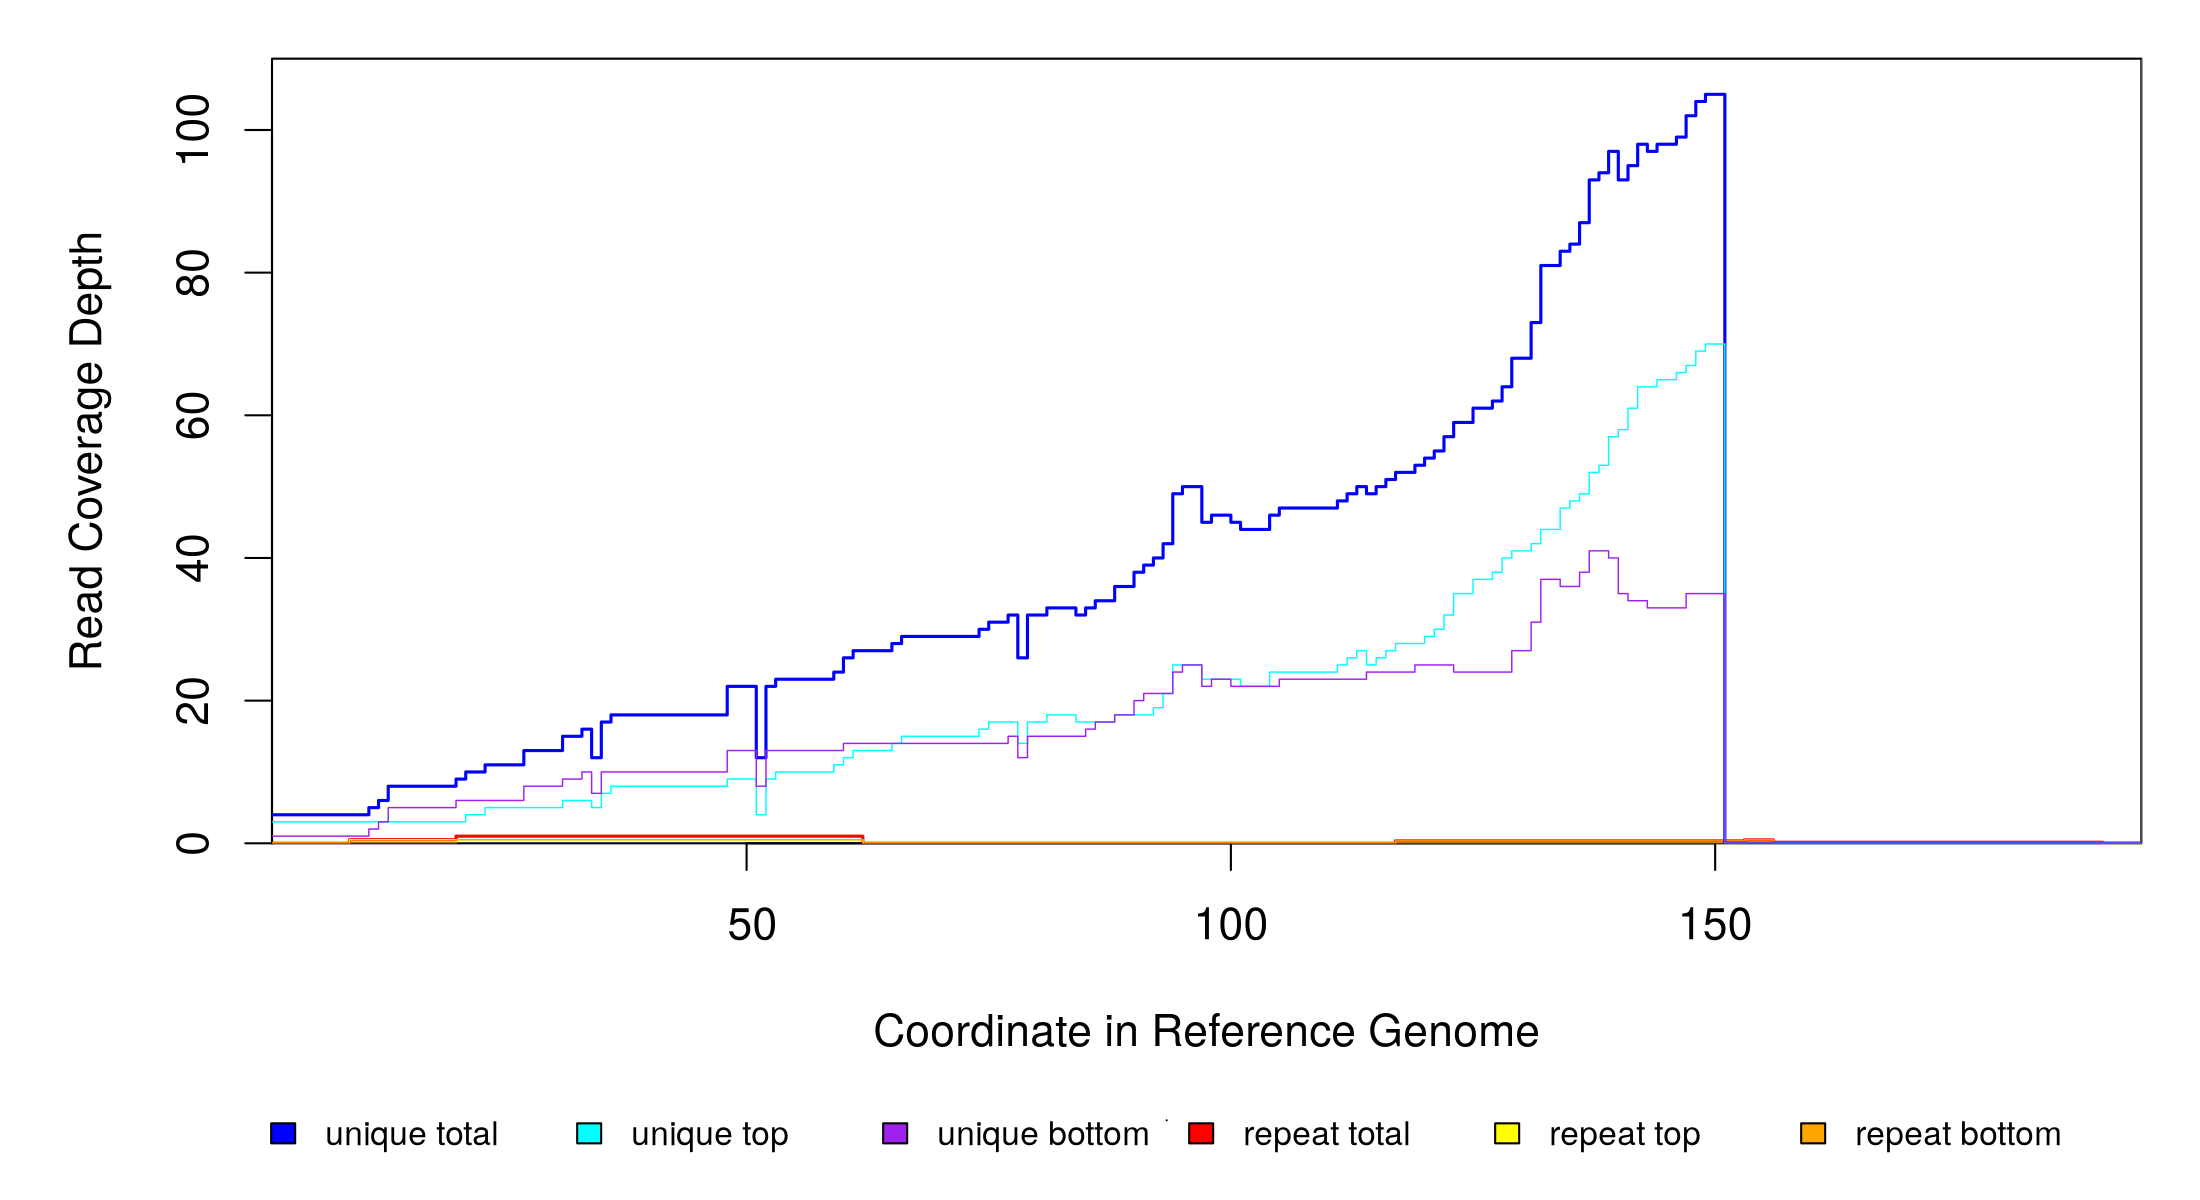 Read Coverage Depth
100
80
60
40
20
0
50 100 150
Coordinate in Reference Genome
unique total unique top unique bottom repeat total repeat top repeat bottom